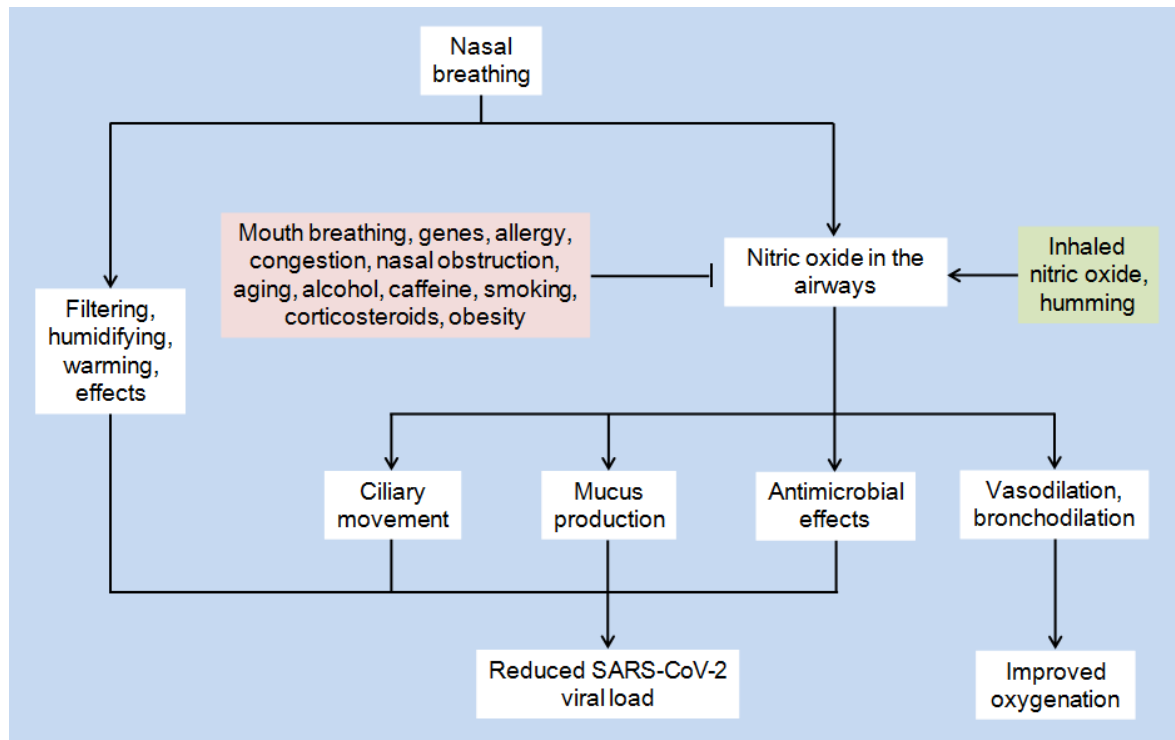 Nasal
breathing
Mouth breathing, genes, allergy,
congestion, nasal obstruction,
aging, alcohol, caffeine, smoking,
corticosteroids, obesity
Nitric oxide in the
airways
Inhaled
nitric oxide,
humming
Filtering,
humidifying,
warming,
effects
Ciliary
movement
Mucus
production
Antimicrobial
effects
Vasodilation,
bronchodilation
Reduced SARS-CoV-2
viral load
Improved
oxygenation